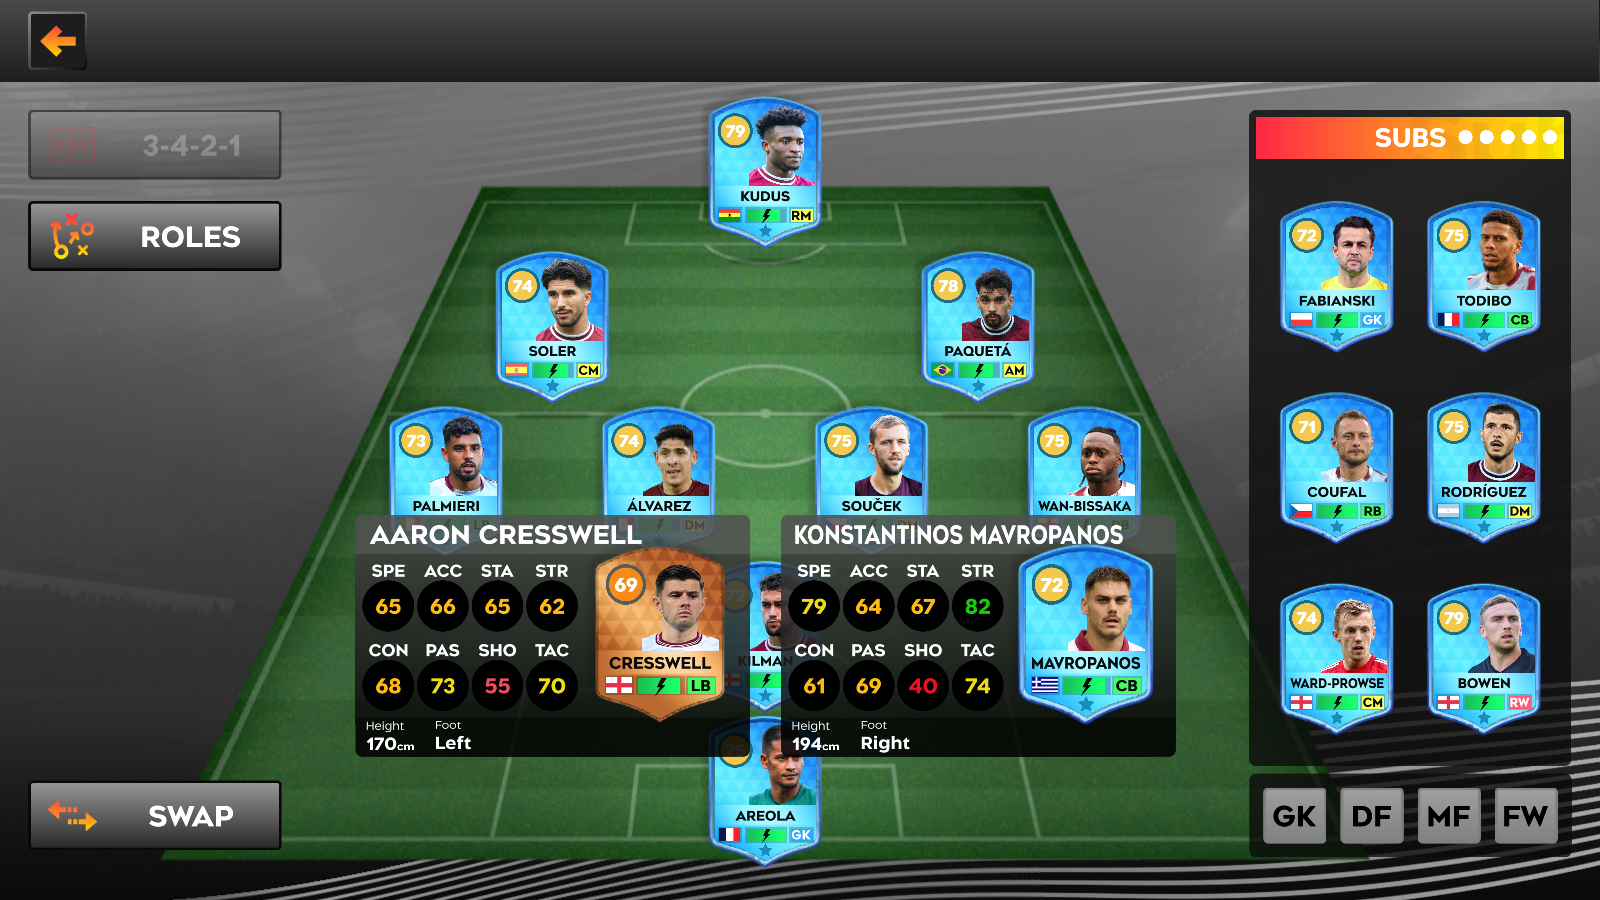 3-4-2-1
ROLES
SWAP
79
KUDUS
RM
74
SOLER
CM
78
PAQUETÁ
AM
73
PALMIERI
74
ÁLVAREZ
DM
75
SOUČEK
75
WAN-BISSAKA
AARON CRESSWELL
SPE ACC STA STR
65 66 65 62
CON PAS SHO TAC
68 73 55 70
Height Foot
170cm Left
69
CRESSWELL
LB
KILMAN
KONSTANTINOS MAVROPANOS
SPE ACC STA STR
79 64 67 82
CON PAS SHO TAC
61 69 40 74
Height Foot
194cm Right
72
MAVROPANOS
CB
75
AREOLA
GK
SUBS
72
FABIANSKI
GK
75
TODIBO
CB
71
COUFAL
RB
75
RODRÍGUEZ
DM
74
WARD-PROWSE
CM
79
BOWEN
RW
GK DF MF FW